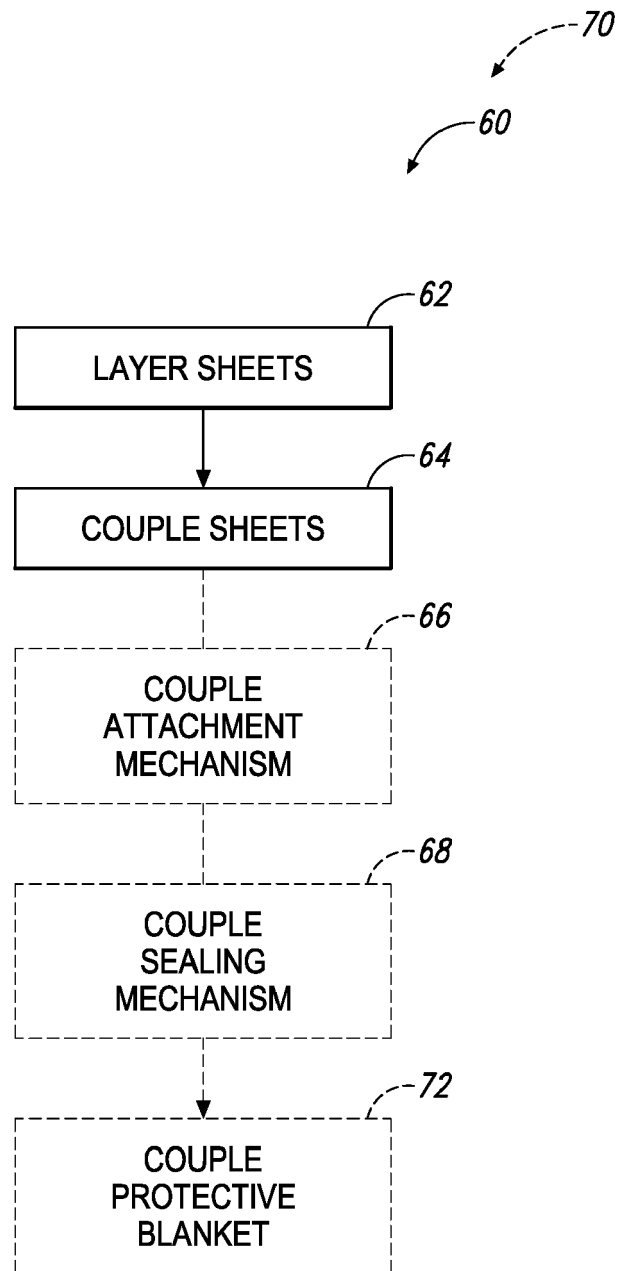 70
60
62
LAYER SHEETS
64
COUPLE SHEETS
66
COUPLE
ATTACHMENT
MECHANISM
68
COUPLE
SEALING
MECHANISM
72
COUPLE
PROTECTIVE
BLANKET